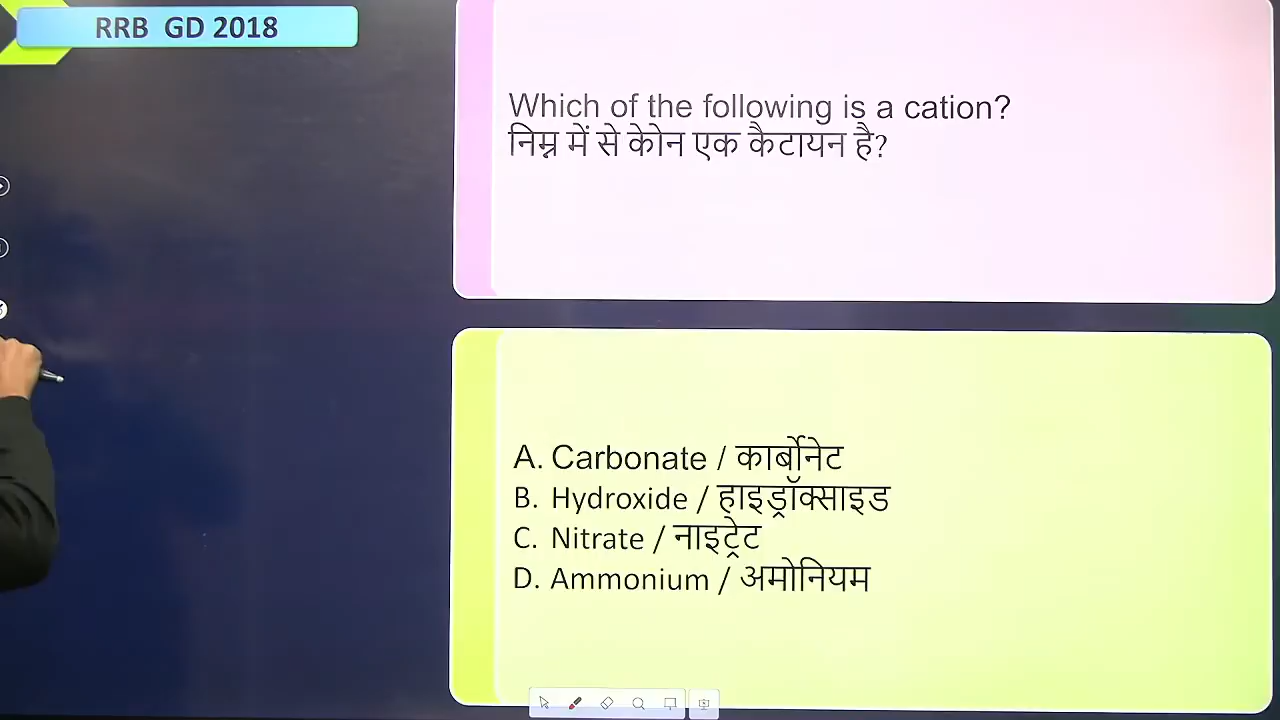 RRB GD 2018
Which of the following is a cation?
निम्न में से केोन एक कैटायन है?
A. Carbonate / कार्बोनेट
B. Hydroxide / हाइड्रॉक्साइड
C. Nitrate / नाइट्रेट
D. Ammonium / अमोनियम